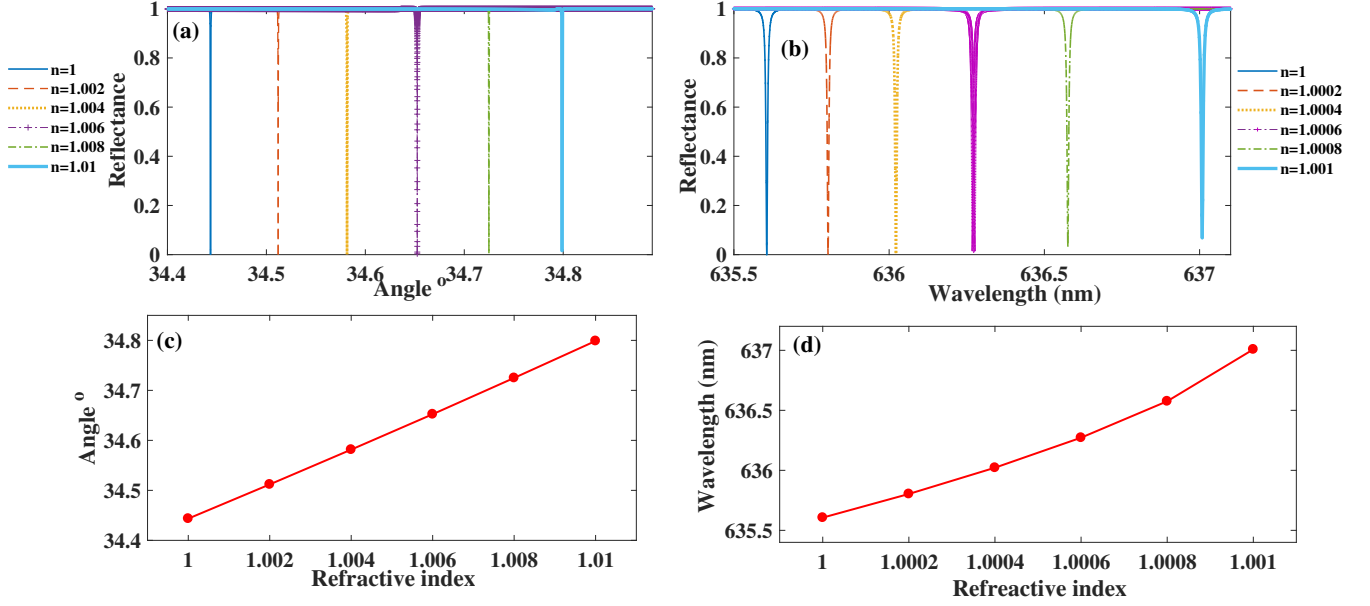 (a)
Reflectance
1
0.8
0.6
0.4
0.2
0
34.4
34.5
34.6
34.7
34.8
Angle o
n=1
n=1.002
n=1.004
n=1.006
n=1.008
n=1.01
(b)
Reflectance
1
0.8
0.6
0.4
0.2
0
635.5
636
636.5
637
Wavelength (nm)
n=1
n=1.0002
n=1.0004
n=1.0006
n=1.0008
n=1.001
(c)
Angle o
34.8
34.7
34.6
34.5
34.4
1
1.002
1.004
1.006
1.008
1.01
Refractive index
(d)
Wavelength (nm)
637
636.5
636
635.5
1
1.0002
1.0004
1.0006
1.0008
1.001
Refreactive index